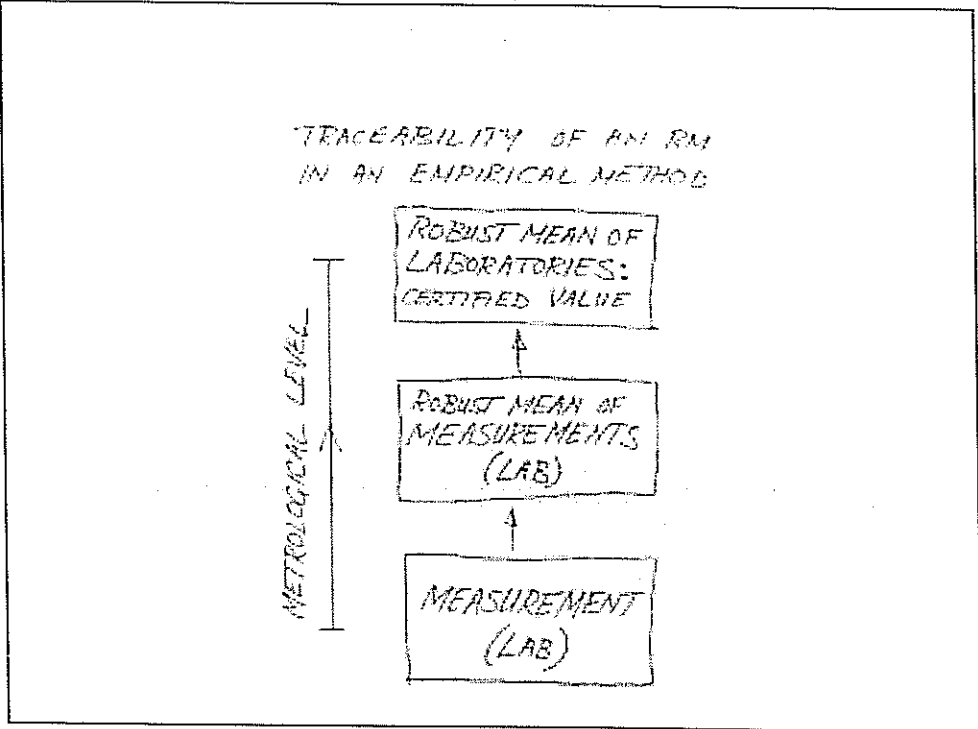 TRACEABILITY OF AN RM
IN AN EMPIRICAL METHOD
ROBUST MEAN OF
LABORATORIES:
CERTIFIED VALUE
METROLOGICAL LEVEL
ROBUST MEAN OF
MEASUREMENTS
(LAB)
MEASUREMENT
(LAB)